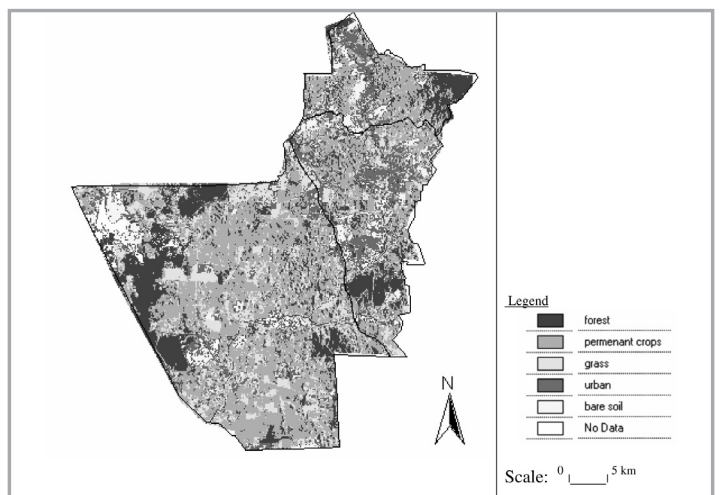 N
Legend
forest
permenant crops
grass
urban
bare soil
No Data
Scale: 0 5 km